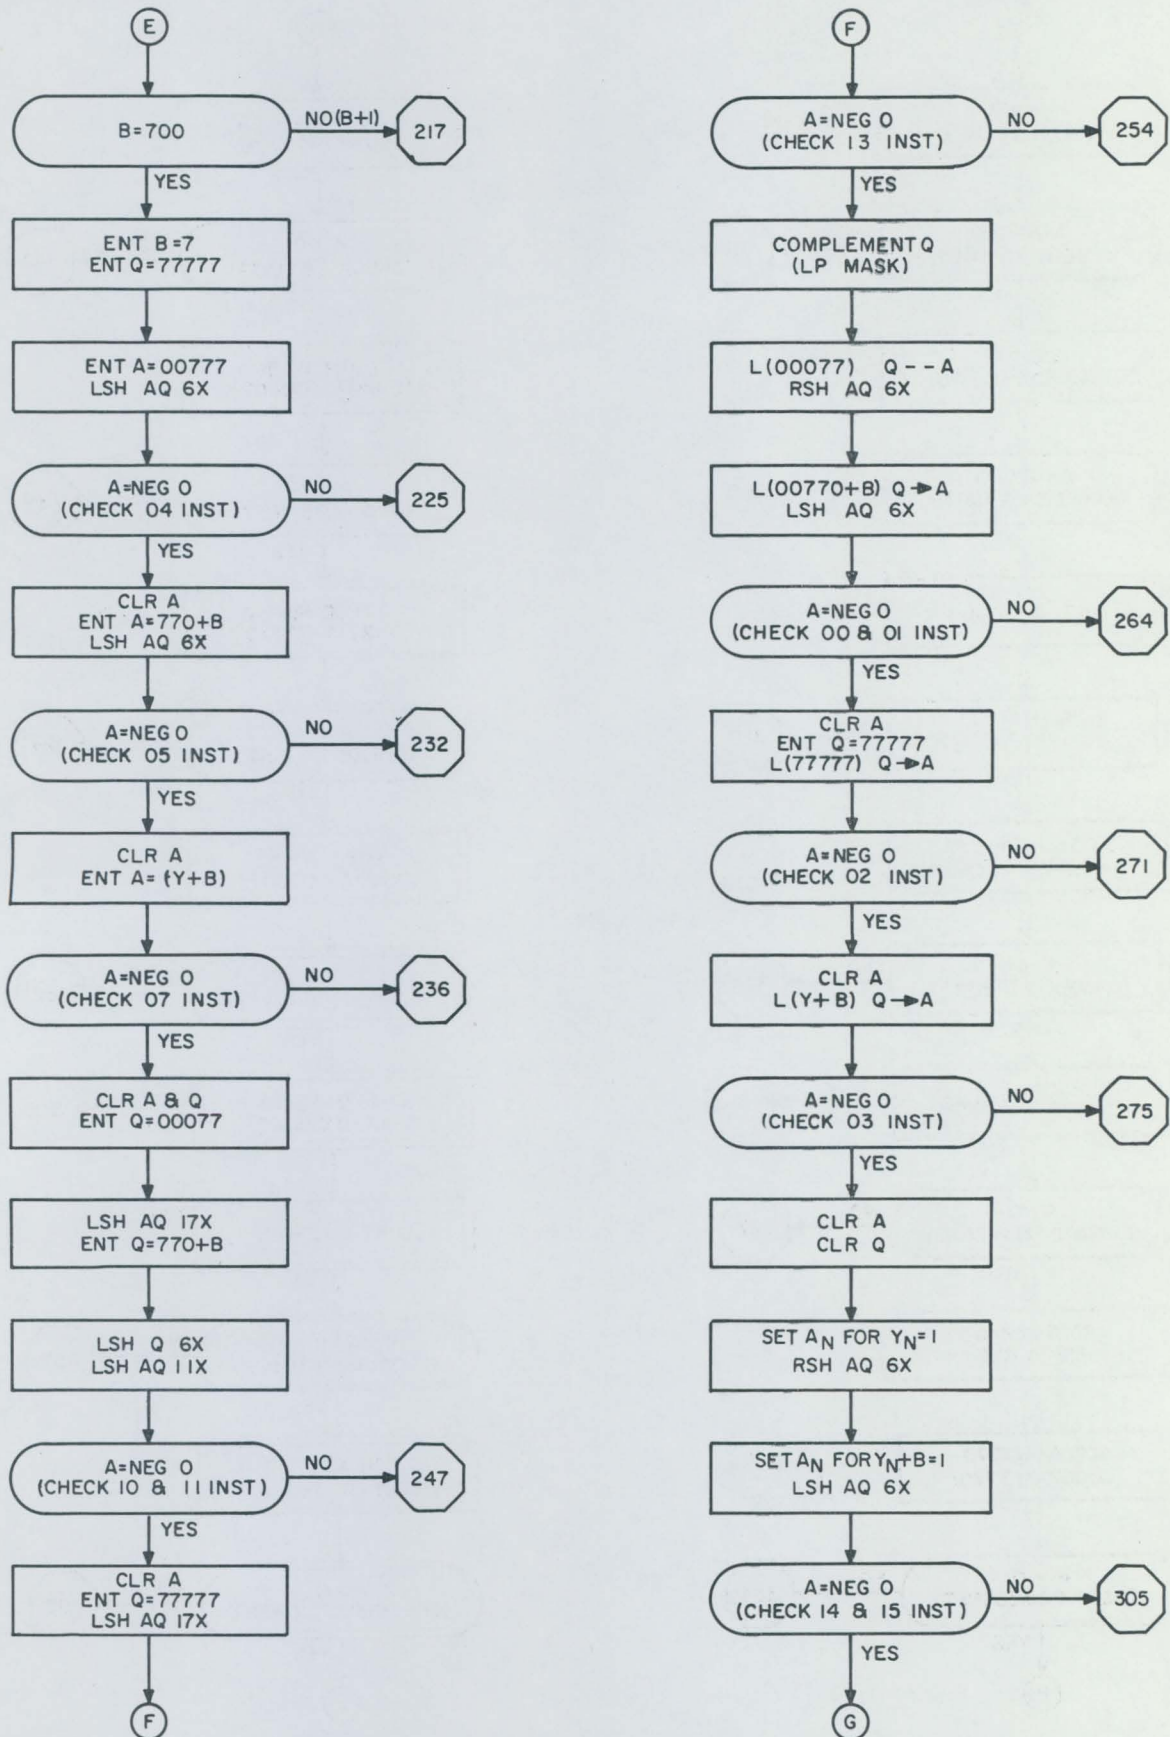 E
B=700
NO(B+1)
217
YES
ENT B=7
ENT Q=77777
ENT A=00777
LSH AQ 6X
A=NEG 0
(CHECK 04 INST)
NO
225
YES
CLR A
ENT A=770+B
LSH AQ 6X
A=NEG 0
(CHECK 05 INST)
NO
232
YES
CLR A
ENT A=(Y+B)
A=NEG 0
(CHECK 07 INST)
NO
236
YES
CLR A & Q
ENT Q=00077
LSH AQ 17X
ENT Q=770+B
LSH Q 6X
LSH AQ 11X
A=NEG 0
(CHECK 10 & 11 INST)
NO
247
YES
CLR A
ENT Q=77777
LSH AQ 17X
F
F
A=NEG 0
(CHECK 13 INST)
NO
254
YES
COMPLEMENT Q
(LP MASK)
L(00077) Q--A
RSH AQ 6X
L(00770+B) Q→A
LSH AQ 6X
A=NEG 0
(CHECK 00 & 01 INST)
NO
264
YES
CLR A
ENT Q=77777
L(77777) Q→A
A=NEG 0
(CHECK 02 INST)
NO
271
YES
CLR A
L(Y+B) Q→A
A=NEG 0
(CHECK 03 INST)
NO
275
YES
CLR A
CLR Q
SET AN FOR YN=1
RSH AQ 6X
SET AN FOR YN+B=1
LSH AQ 6X
A=NEG 0
(CHECK 14 & 15 INST)
NO
305
YES
G